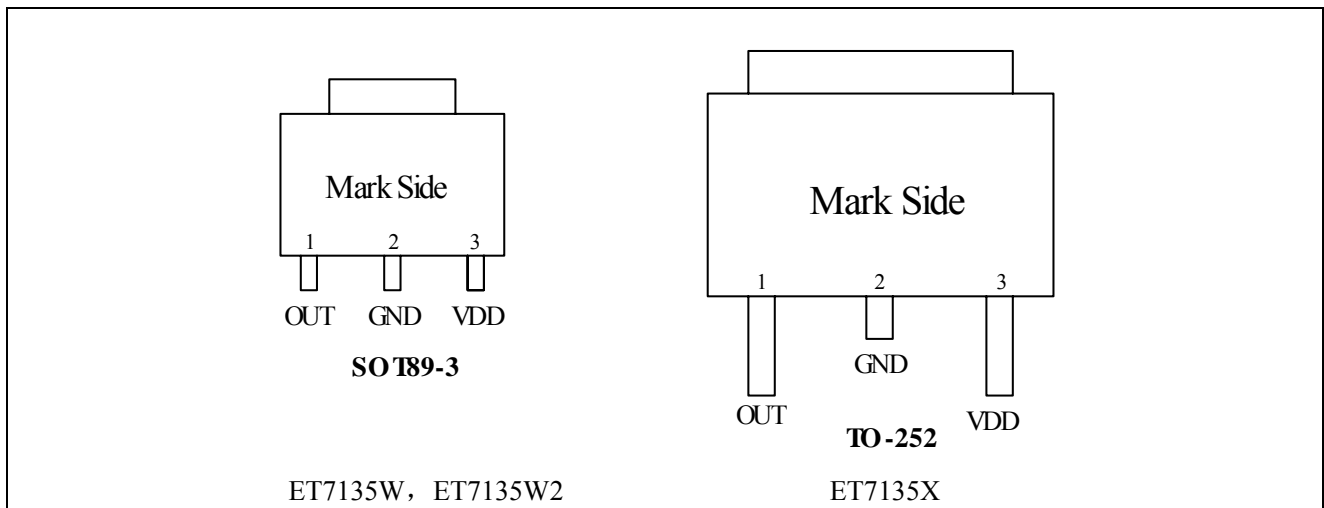 Mark Side
1 2 3
OUT GND VDD
SOT89-3
ET7135W，ET7135W2
Mark Side
1 2 3
GND
OUT VDD
TO-252
ET7135X